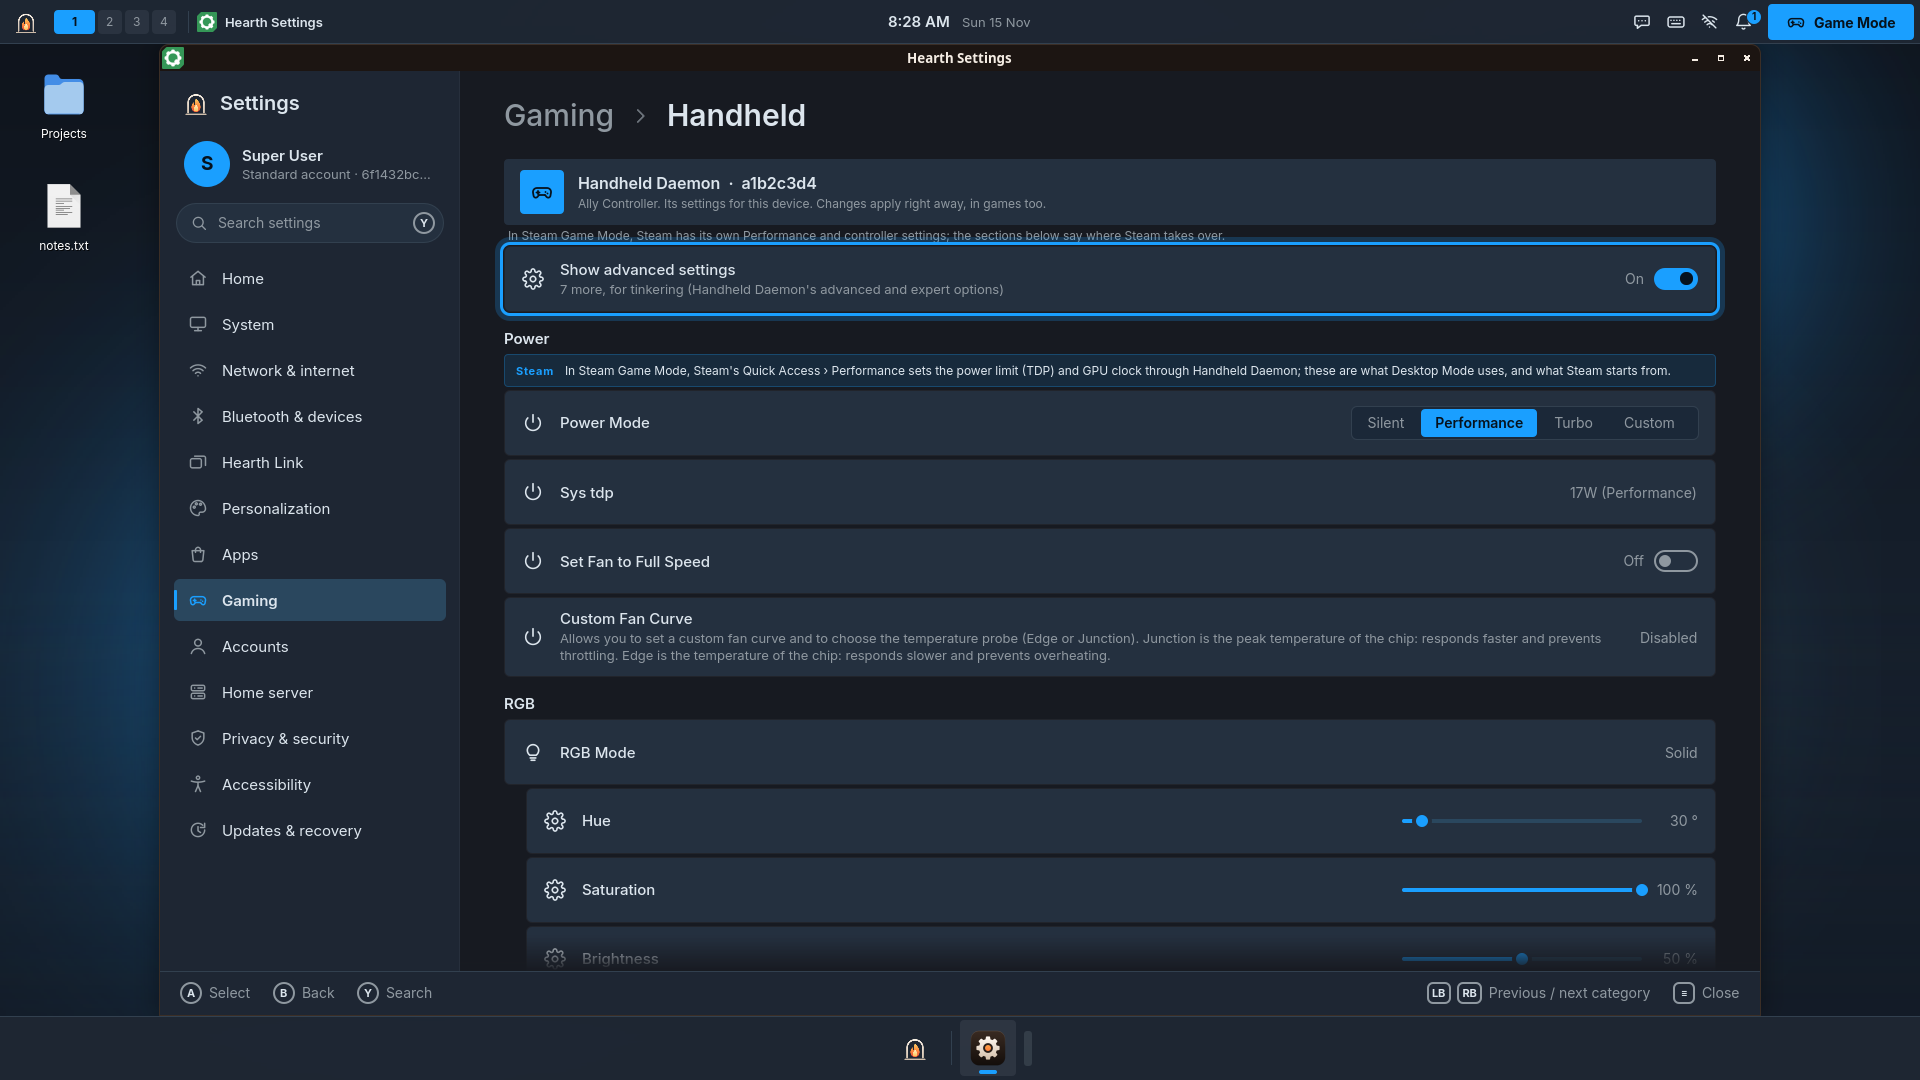 1 2 3 4 Hearth Settings 8:28 AM Sun 15 Nov 1 Game Mode
Hearth Settings
Projects
notes.txt
Settings
S
Super User
Standard account · 6f1432bc...
Search settings Y
Home
System
Network & internet
Bluetooth & devices
Hearth Link
Personalization
Apps
Gaming
Accounts
Home server
Privacy & security
Accessibility
Updates & recovery
Gaming > Handheld
Handheld Daemon · a1b2c3d4
Ally Controller. Its settings for this device. Changes apply right away, in games too.
In Steam Game Mode, Steam has its own Performance and controller settings; the sections below say where Steam takes over.
Show advanced settings
7 more, for tinkering (Handheld Daemon's advanced and expert options)
On
Power
Steam In Steam Game Mode, Steam's Quick Access › Performance sets the power limit (TDP) and GPU clock through Handheld Daemon; these are what Desktop Mode uses, and what Steam starts from.
Power Mode Silent Performance Turbo Custom
Sys tdp 17W (Performance)
Set Fan to Full Speed Off
Custom Fan Curve
Allows you to set a custom fan curve and to choose the temperature probe (Edge or Junction). Junction is the peak temperature of the chip: responds faster and prevents
throttling. Edge is the temperature of the chip: responds slower and prevents overheating.
Disabled
RGB
RGB Mode Solid
Hue 30 °
Saturation 100 %
Brightness 50 %
A Select B Back Y Search LB RB Previous / next category ≡ Close